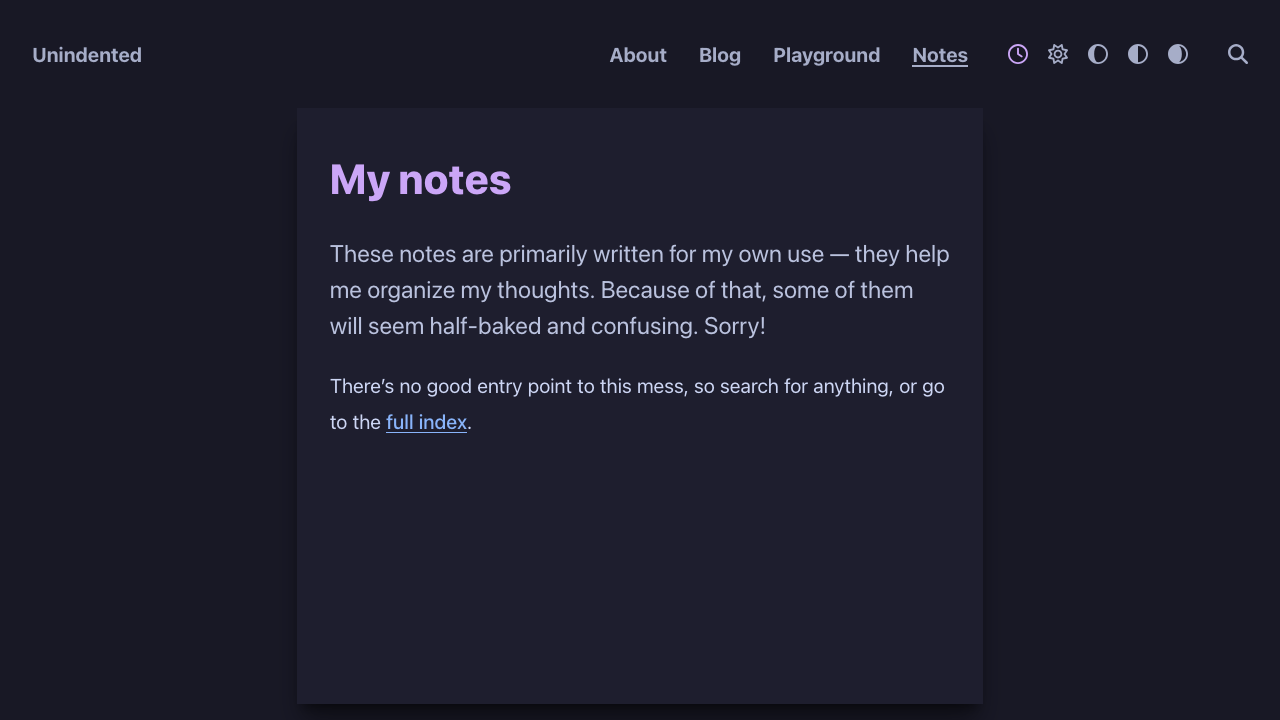 Unindented
About
Blog
Playground
Notes
My notes
These notes are primarily written for my own use — they help
me organize my thoughts. Because of that, some of them
will seem half-baked and confusing. Sorry!
There’s no good entry point to this mess, so search for anything, or go
to the full index.